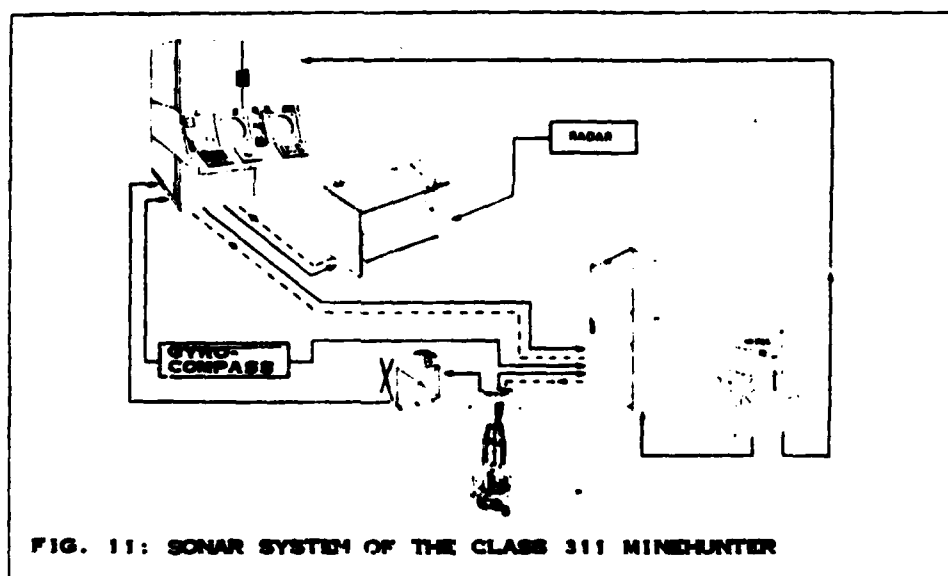 RADAR
GYRO-
COMPASS
FIG. 11: SONAR SYSTEM OF THE CLASS 311 MINEHUNTER